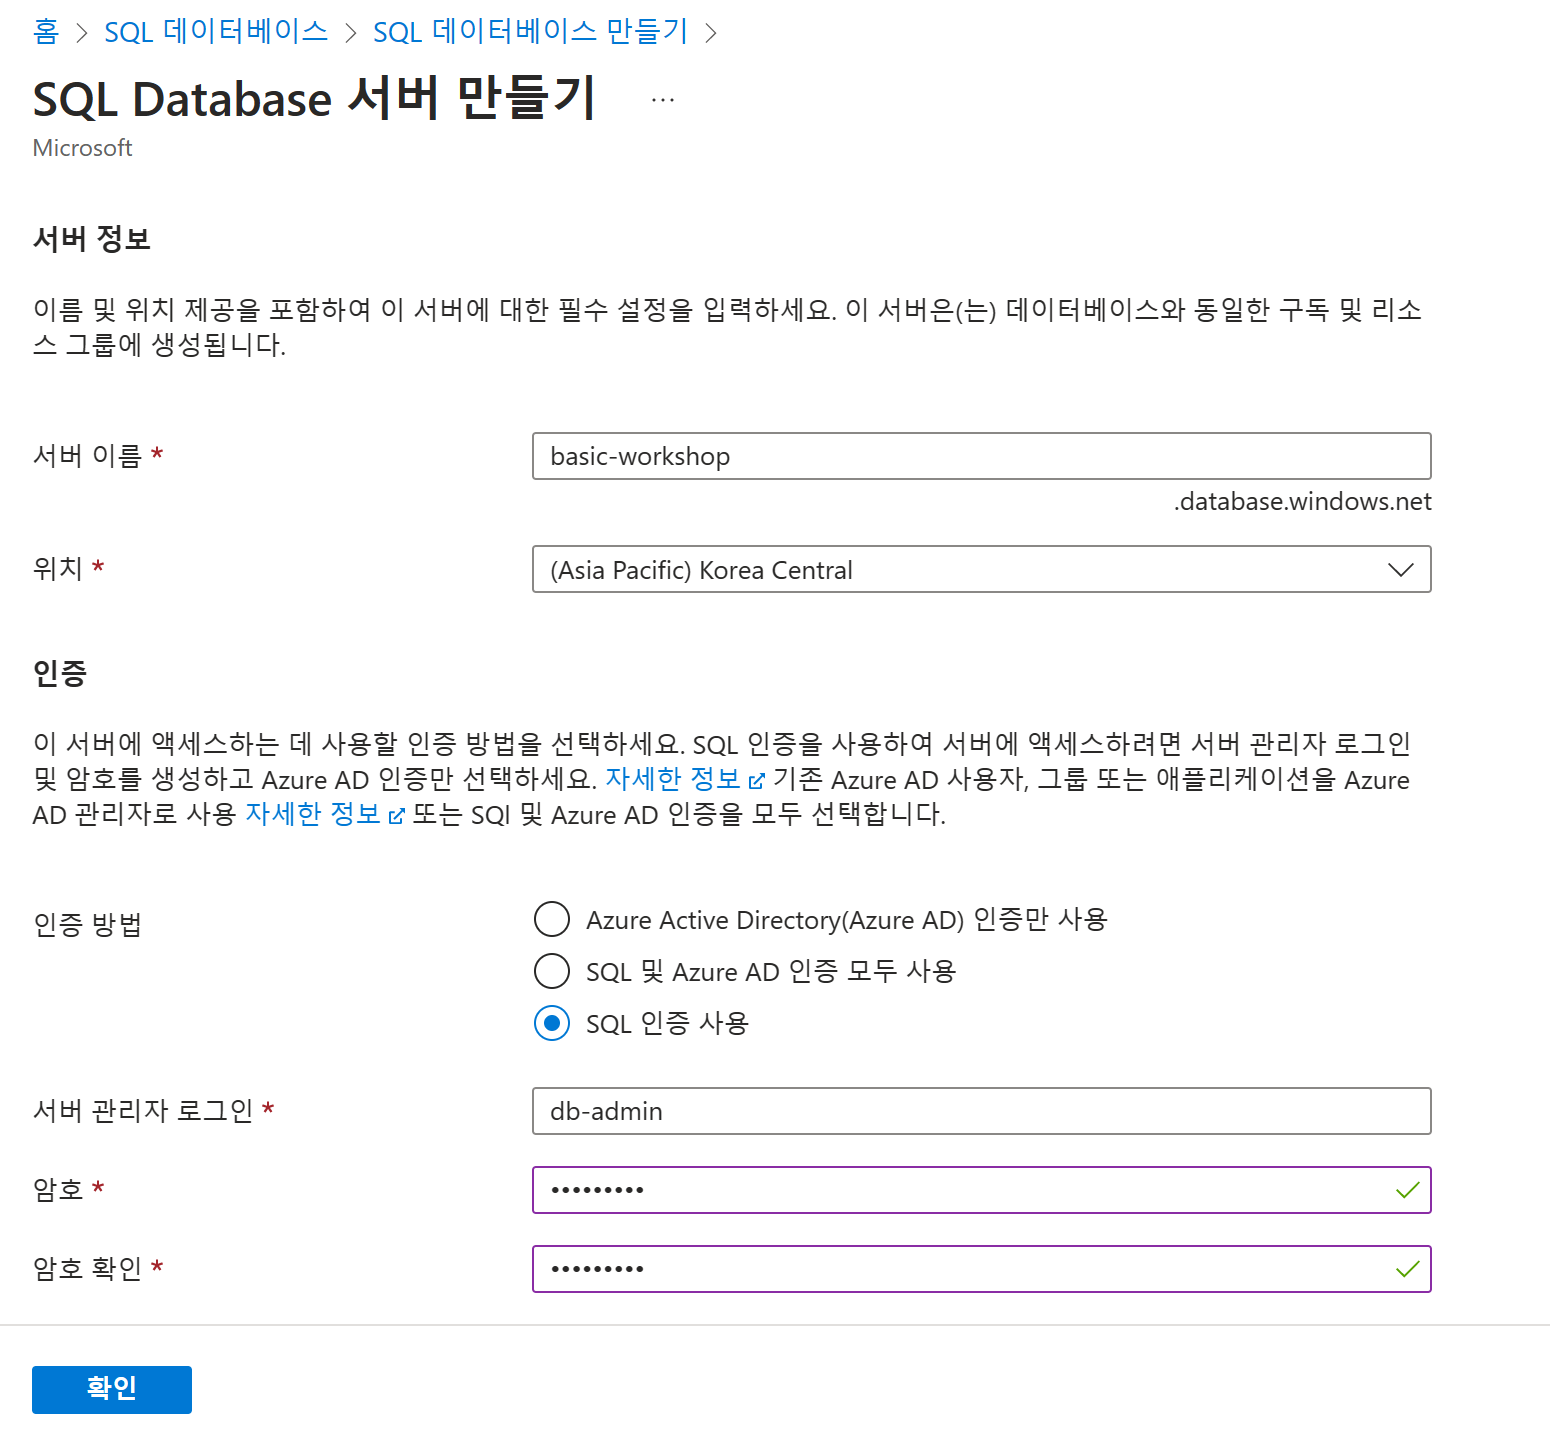 홈 > SQL 데이터베이스 > SQL 데이터베이스 만들기 >
SQL Database 서버 만들기 ...
Microsoft
서버 정보
이름 및 위치 제공을 포함하여 이 서버에 대한 필수 설정을 입력하세요. 이 서버은(는) 데이터베이스와 동일한 구독 및 리소
스 그룹에 생성됩니다.
서버 이름 *
basic-workshop
.database.windows.net
위치 *
(Asia Pacific) Korea Central
인증
이 서버에 액세스하는 데 사용할 인증 방법을 선택하세요. SQL 인증을 사용하여 서버에 액세스하려면 서버 관리자 로그인
및 암호를 생성하고 Azure AD 인증만 선택하세요. 자세한 정보 기존 Azure AD 사용자, 그룹 또는 애플리케이션을 Azure
AD 관리자로 사용 자세한 정보 또는 SQl 및 Azure AD 인증을 모두 선택합니다.
인증 방법
Azure Active Directory(Azure AD) 인증만 사용
SQL 및 Azure AD 인증 모두 사용
SQL 인증 사용
서버 관리자 로그인 *
db-admin
암호 *
•••••••••
암호 확인 *
•••••••••
확인